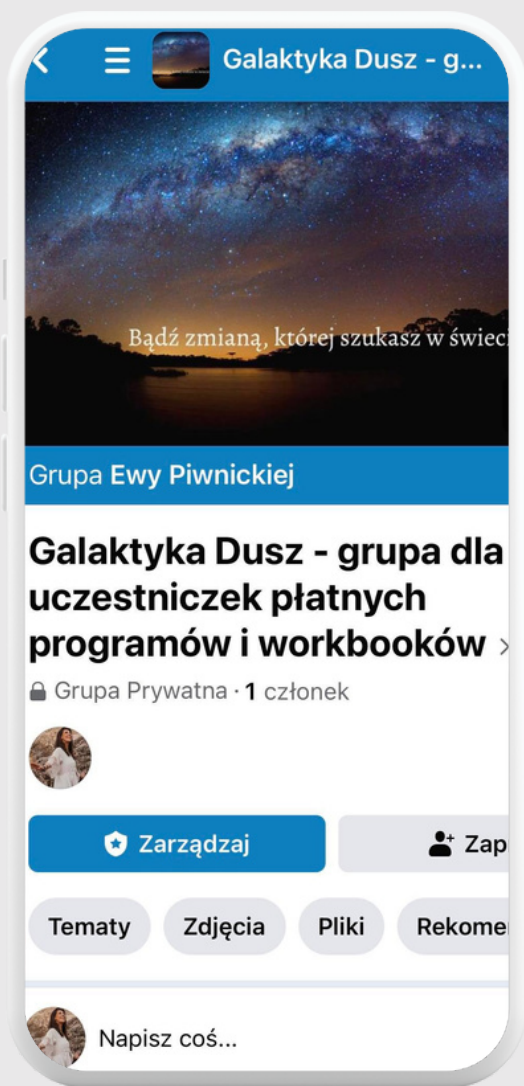 Galaktyka Dusz - g...
Bądź zmianą, której szukasz w świeci
Grupa Ewy Piwnickiej
Galaktyka Dusz - grupa dla
uczestniczek płatnych
programów i workbooków
Grupa Prywatna · 1 członek
Zarządzaj
Zap
Tematy
Zdjęcia
Pliki
Rekome
Napisz coś...